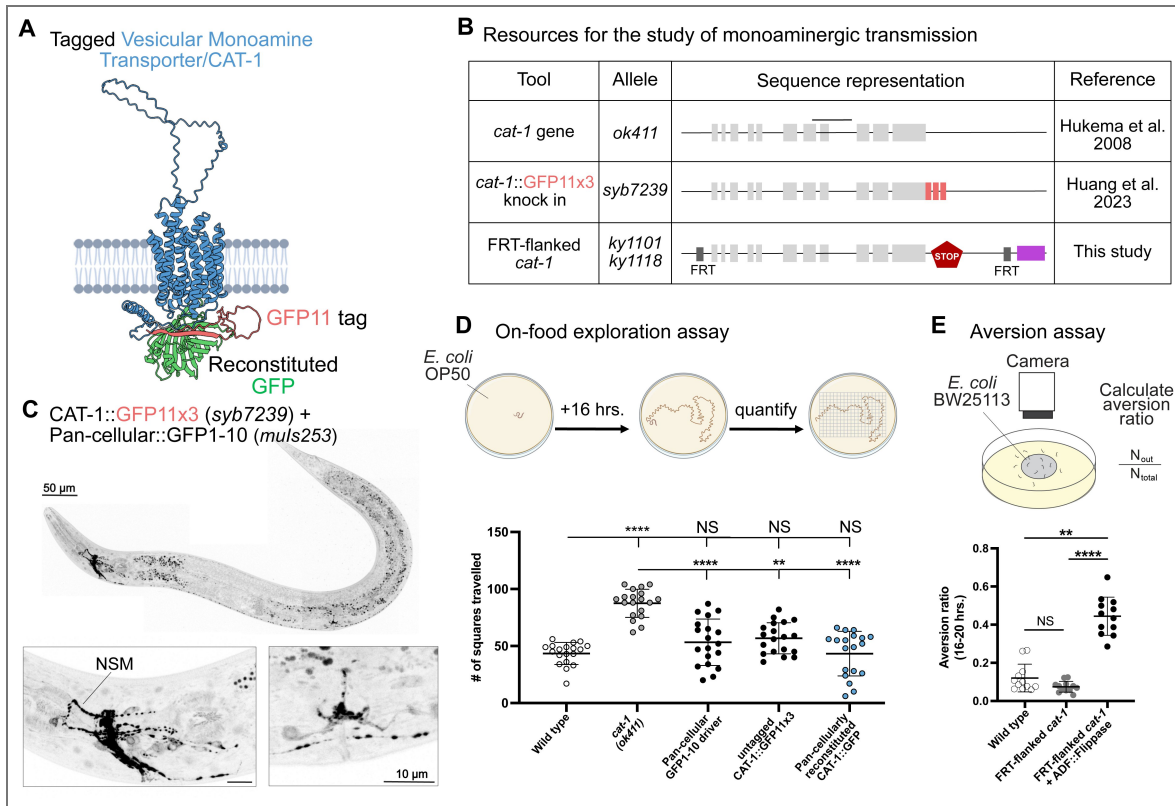 A
Tagged Vesicular Monoamine
Transporter/CAT-1
GFP11 tag
Reconstituted
GFP
B Resources for the study of monoaminergic transmission
Tool Allele Sequence representation Reference
cat-1 gene ok411 Hukema et al.
2008
cat-1::GFP11x3
knock in
syb7239
Huang et al.
2023
FRT-flanked
cat-1
ky1101
ky1118
FRT
STOP
FRT
This study
C CAT-1::GFP11x3 (syb7239) +
Pan-cellular::GFP1-10 (muIs253)
50 µm
NSM
10 µm
D On-food exploration assay
E. coli
OP50
+16 hrs.
quantify
**** NS NS NS
**** ** ****
# of squares travelled
150
100
50
0
Wild type
cat-1
(ok411)
Pan-cellular
GFP1-10 driver
untagged
CAT-1::GFP11x3
Pan-cellularly
reconstituted
CAT-1::GFP
E Aversion assay
Camera
E. coli
BW25113
Calculate
aversion
ratio
Nout
Ntotal
**
****
NS
Aversion ratio
(16-20 hrs.)
0.8
0.6
0.4
0.2
0.0
Wild type
FRT-flanked cat-1
FRT-flanked cat-1
+ ADF::Flippase